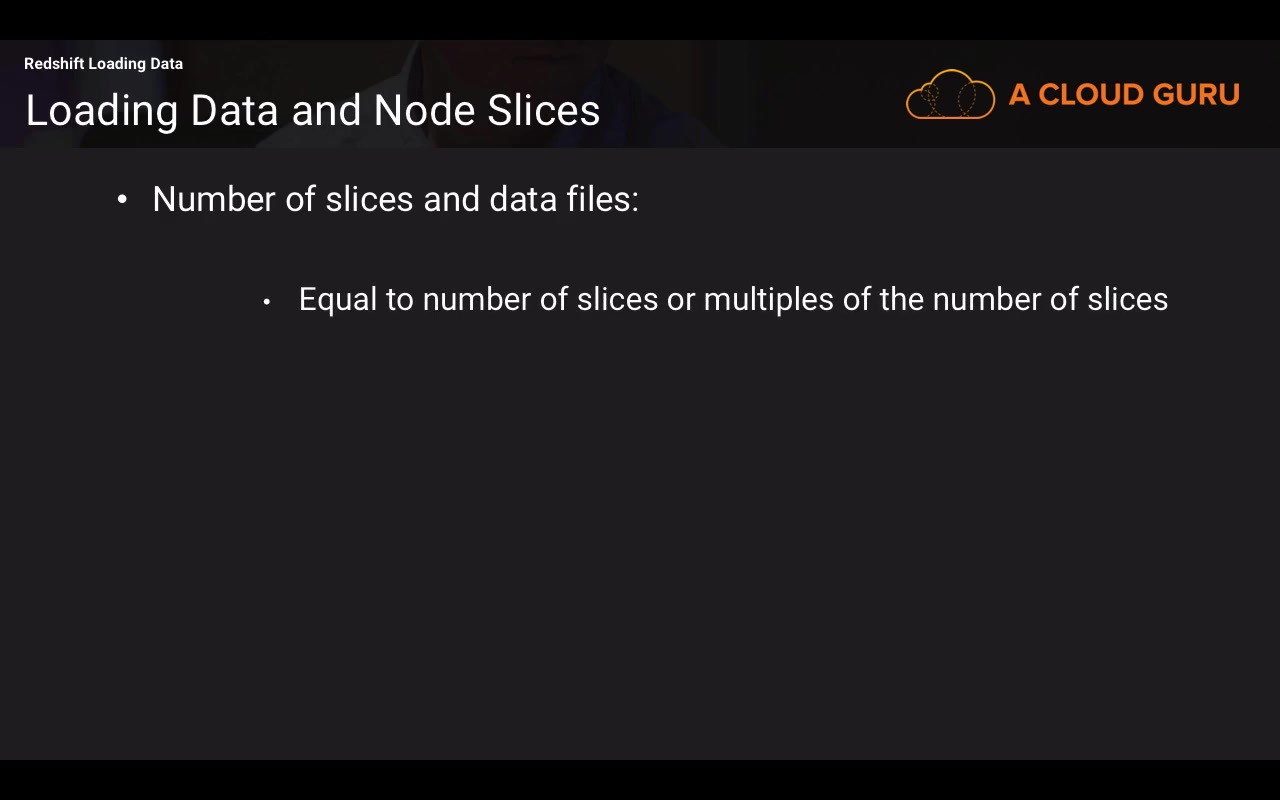 Redshift Loading Data
Loading Data and Node Slices
A CLOUD GURU
• Number of slices and data files:
• Equal to number of slices or multiples of the number of slices